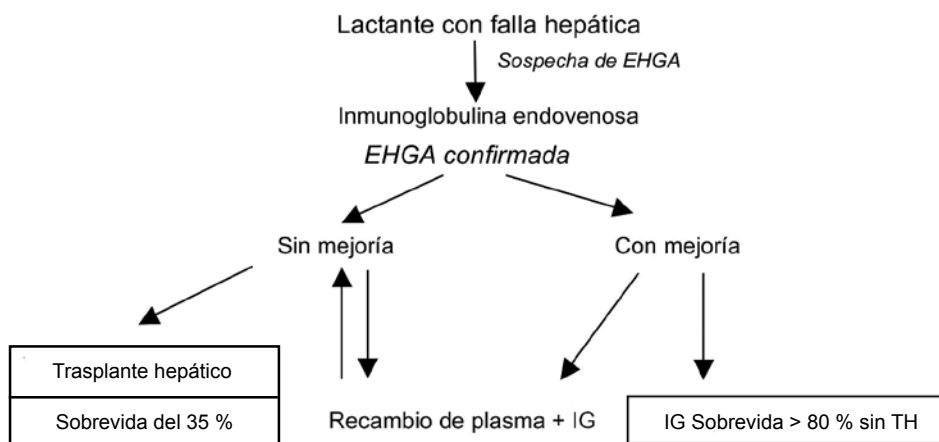 Lactante con falla hepática
Sospecha de EHGA
Inmunoglobulina endovenosa
EHGA confirmada
Sin mejoría
Con mejoría
Trasplante hepático
Sobrevida del 35 %
Recambio de plasma + IG
IG Sobrevida > 80 % sin TH